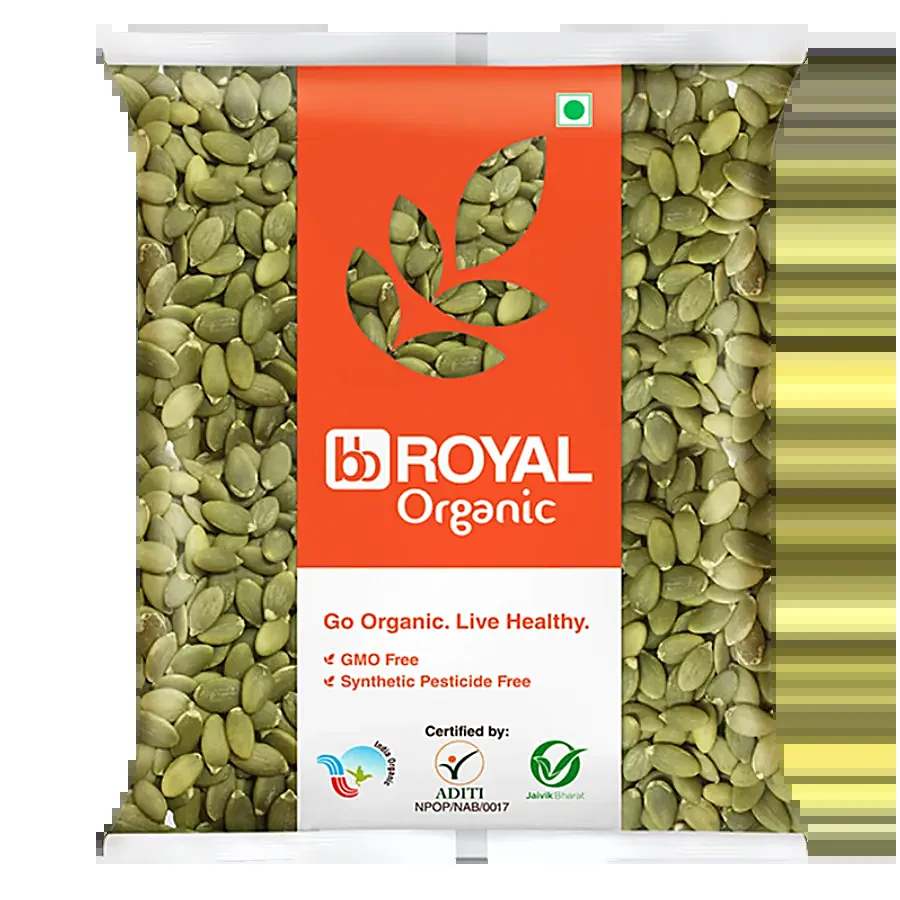 bb ROYAL
Organic
Go Organic. Live Healthy.
GMO Free
Synthetic Pesticide Free
Certified by:
India Organic
ADITI
NPOP/NAB/0017
Jaivik Bharat